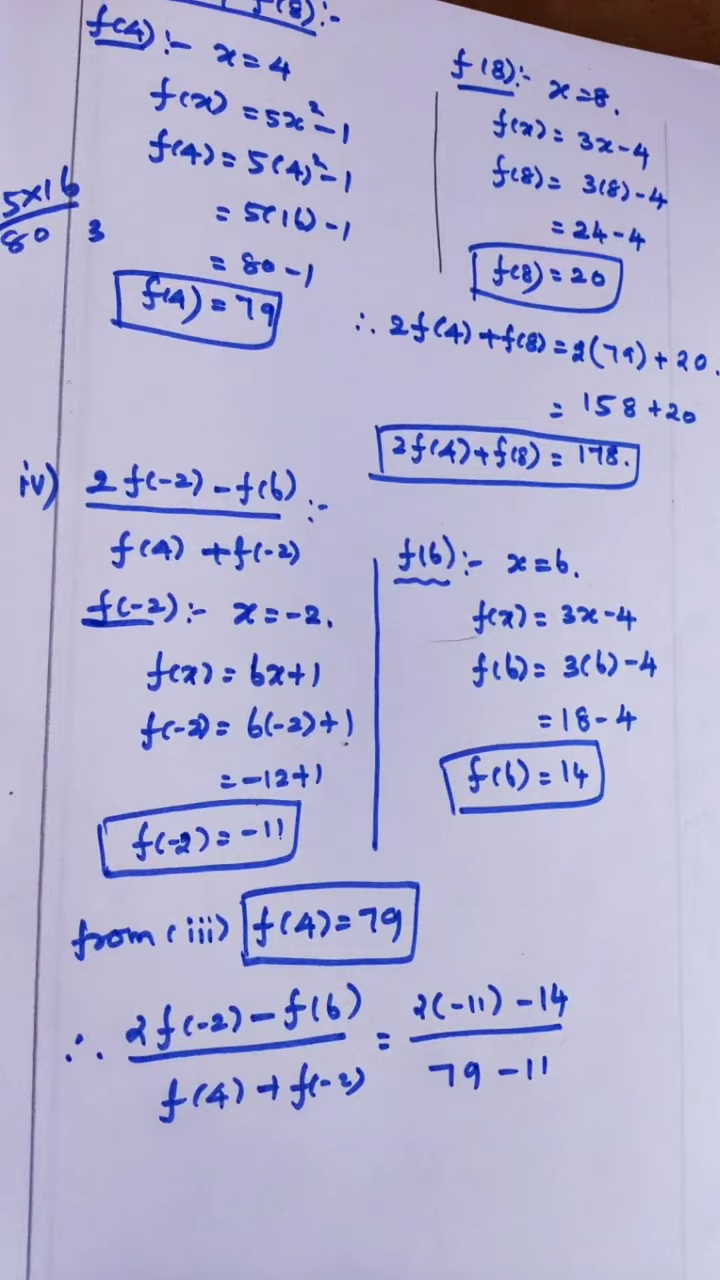 f(8):-
f(4):- x=4
f(x) = 5x²-1
f(4) = 5(4)²-1
= 5(16)-1
= 80-1
f(4) = 79
5×16
80 3
f(8):- x=8.
f(x) = 3x-4
f(8) = 3(8)-4
= 24-4
f(8) = 20
∴ 2f(4)+f(8) = 2(79)+20.
= 158+20
2f(4)+f(8) = 178.
iv) 2f(-2)-f(6)
f(4)+f(-2) :-
f(-2):- x=-2.
f(x) = 6x+1
f(-2) = 6(-2)+1
= -12+1
f(-2) = -11
f(6):- x=6.
f(x) = 3x-4
f(6) = 3(6)-4
= 18-4
f(6) = 14
from (iii) f(4)=79
∴ 2f(-2)-f(6) = 2(-11)-14
f(4)+f(-2) 79-11